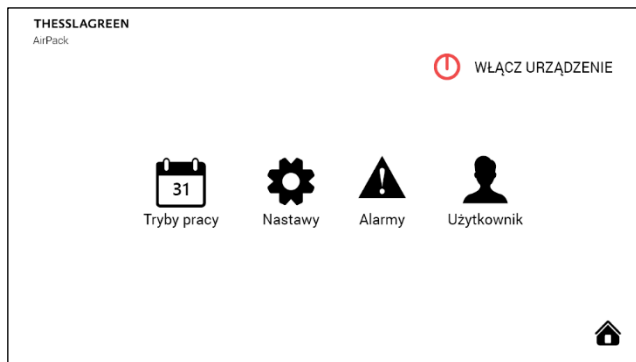 THESSLAGREEN
AirPack
WŁĄCZ URZĄDZENIE
31
Tryby pracy
Nastawy
Alarmy
Użytkownik